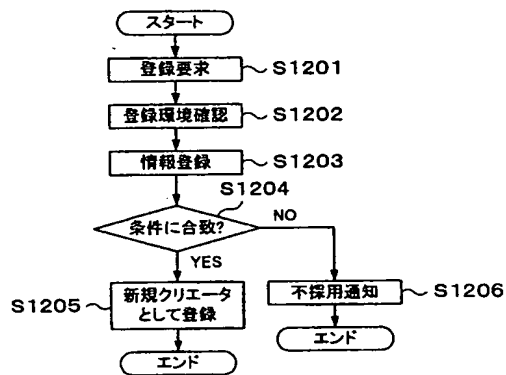 スタート
登録要求
S1201
登録環境確認
S1202
情報登録
S1203
S1204
条件に合致?
NO
YES
S1205
新規クリエータ
として登録
不採用通知
S1206
エンド
エンド